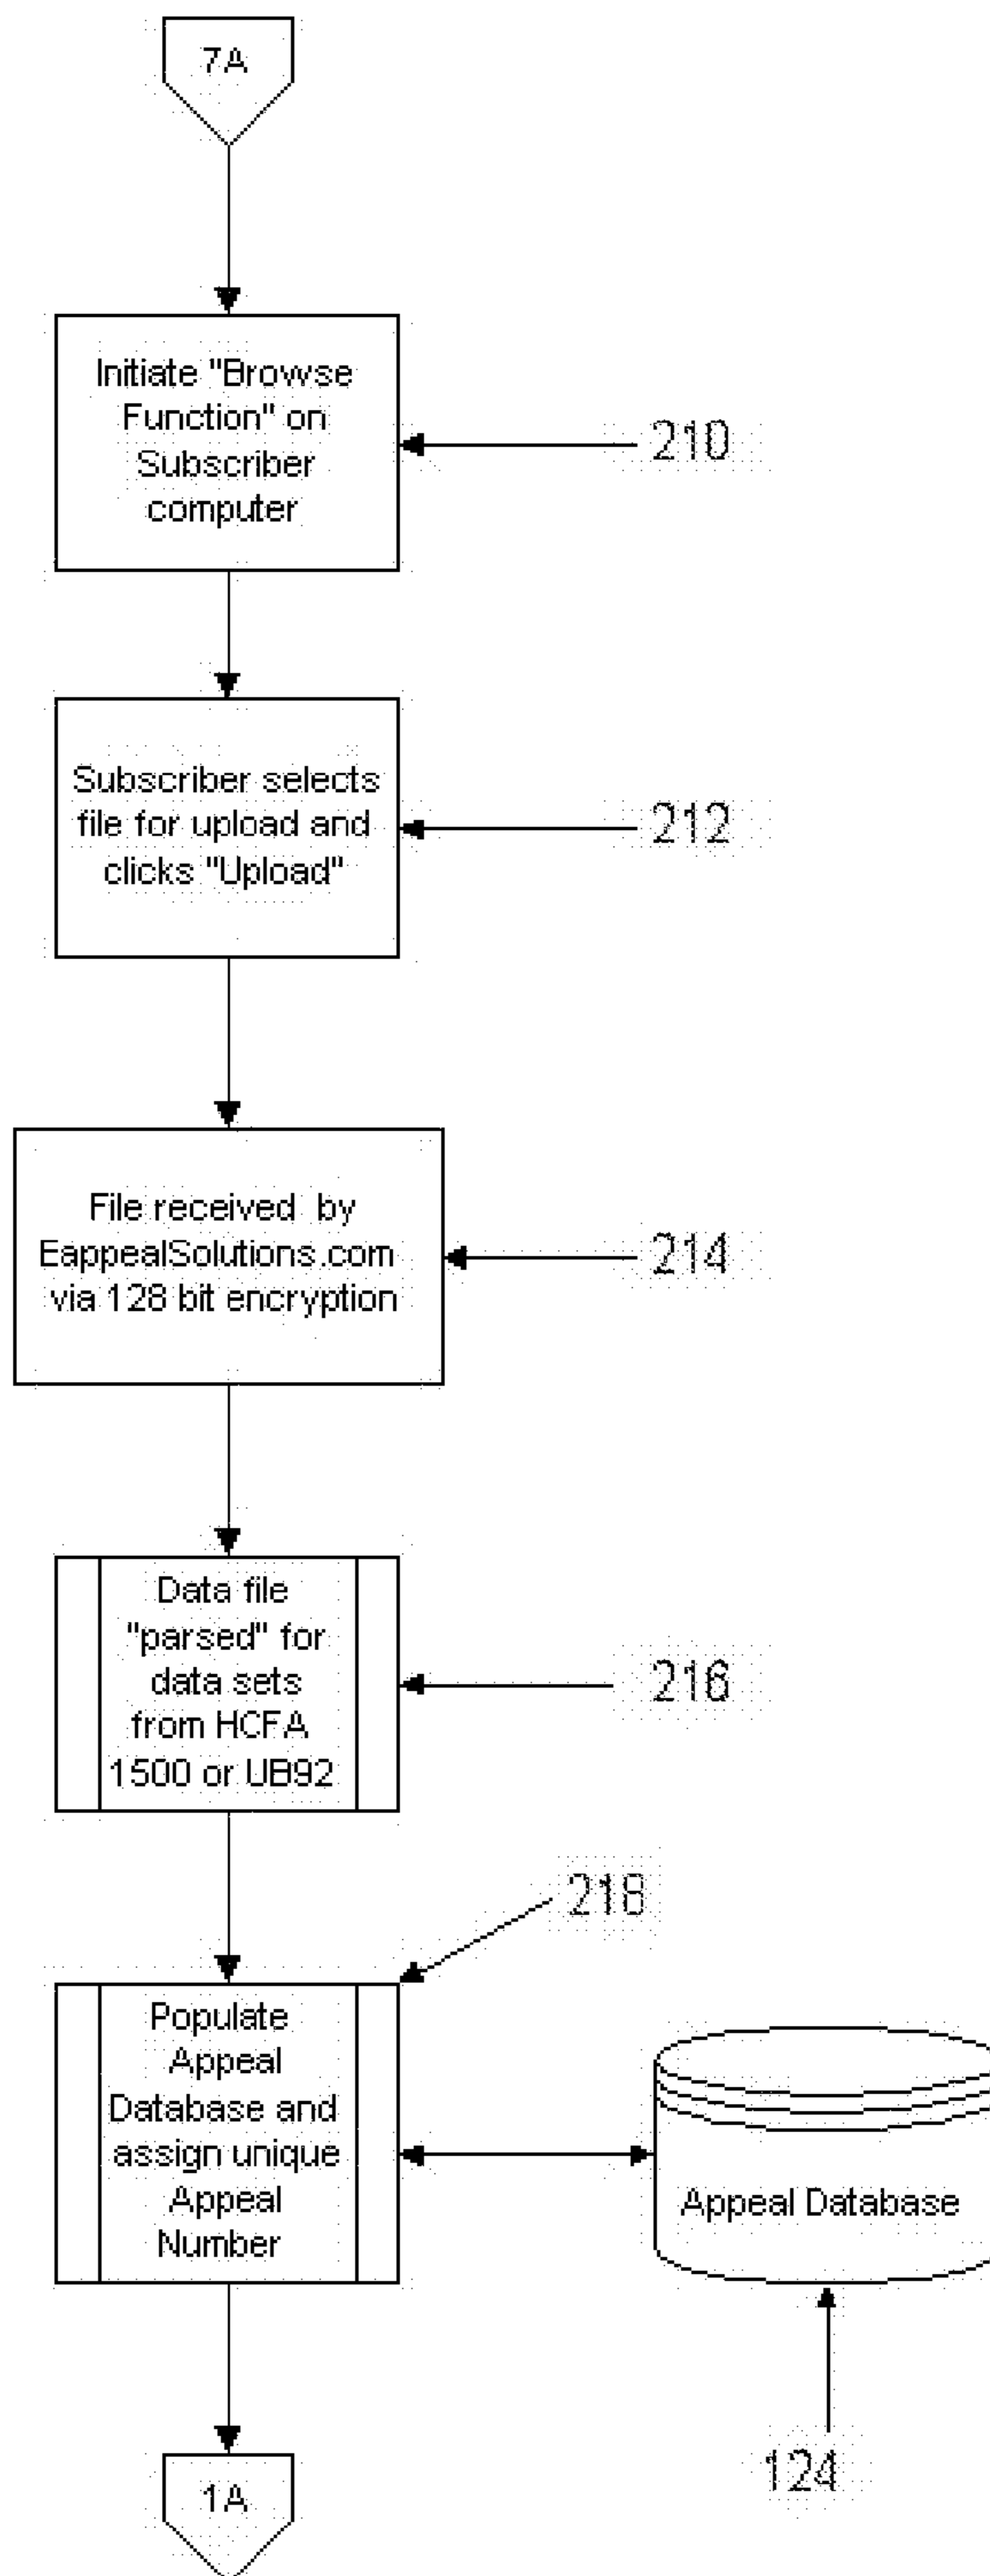 7A
Initiate "Browse
Function" on
Subscriber
computer
210
Subscriber selects
file for upload and
clicks "Upload"
212
File received by
EappealSolutions.com
via 128 bit encryption
214
Data file
"parsed" for
data sets
from HCFA
1500 or UB92
216
218
Populate
Appeal
Database and
assign unique
Appeal
Number
Appeal Database
124
1A